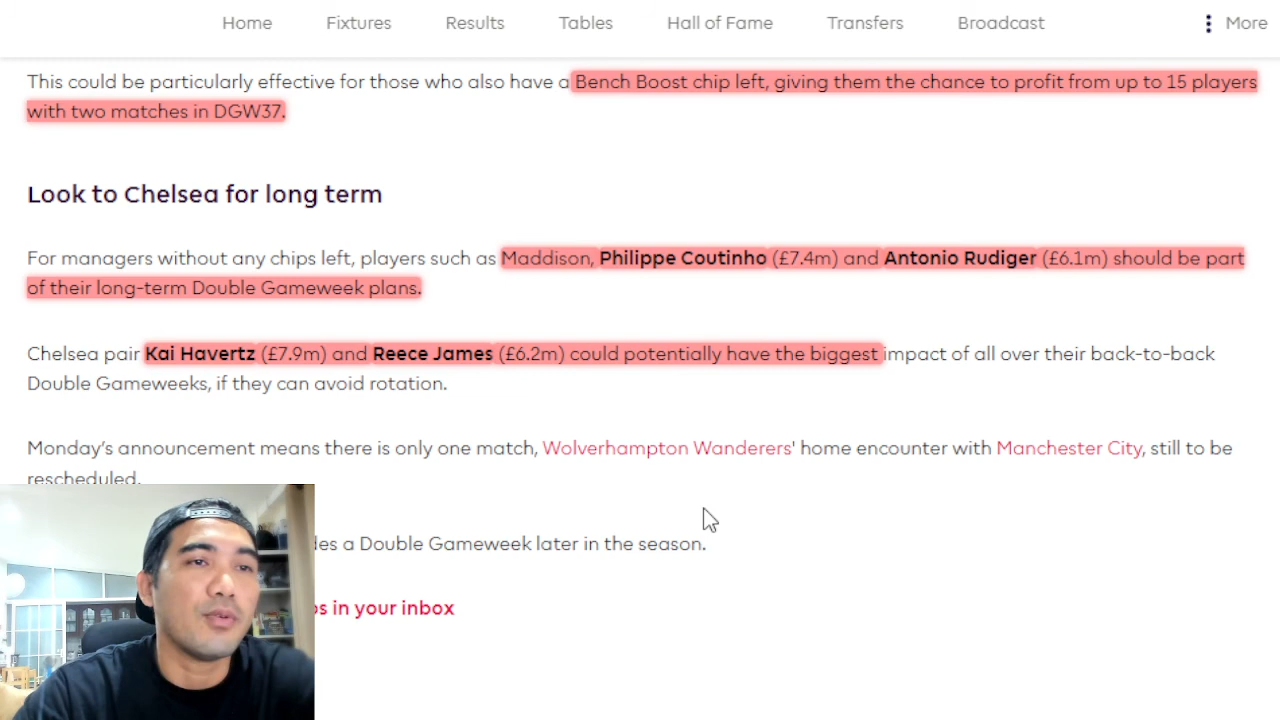 Home Fixtures Results Tables Hall of Fame Transfers Broadcast More
This could be particularly effective for those who also have a Bench Boost chip left, giving them the chance to profit from up to 15 players
with two matches in DGW37.
Look to Chelsea for long term
For managers without any chips left, players such as Maddison, Philippe Coutinho (£7.4m) and Antonio Rudiger (£6.1m) should be part
of their long-term Double Gameweek plans.
Chelsea pair Kai Havertz (£7.9m) and Reece James (£6.2m) could potentially have the biggest impact of all over their back-to-back
Double Gameweeks, if they can avoid rotation.
Monday’s announcement means there is only one match, Wolverhampton Wanderers' home encounter with Manchester City, still to be
rescheduled.
a Double Gameweek later in the season.
in your inbox